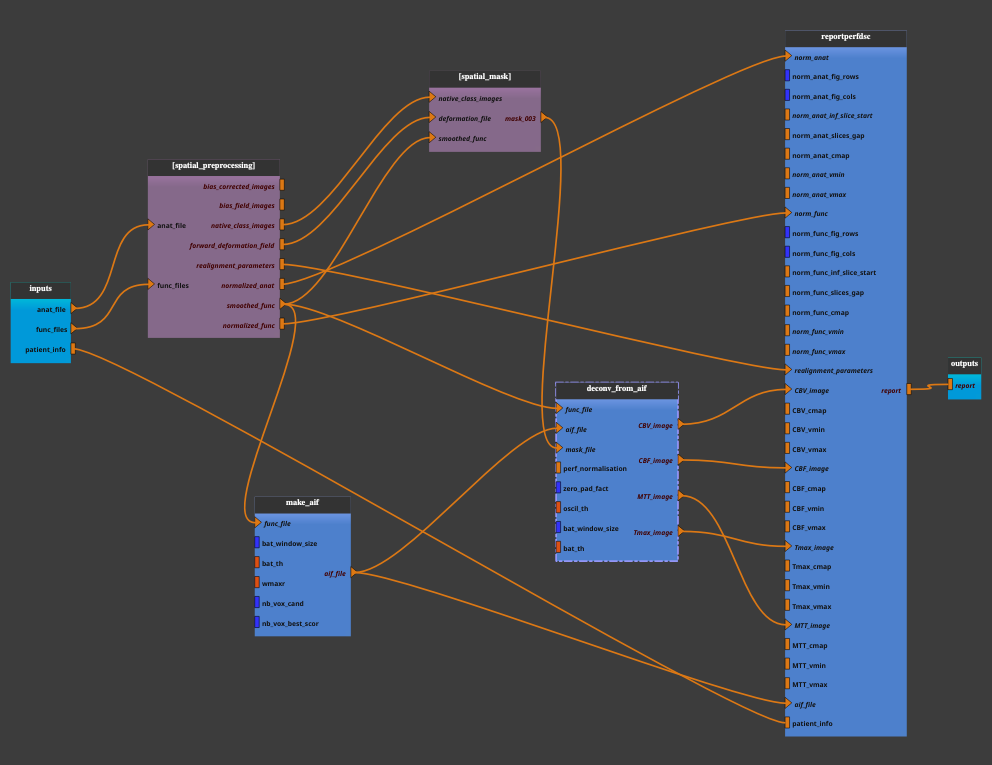 inputs
anat_file
func_files
patient_info
[spatial_preprocessing]
bias_corrected_images
bias_field_images
anat_file
native_class_images
forward_deformation_field
realignment_parameters
func_files
normalized_anat
smoothed_func
normalized_func
[spatial_mask]
native_class_images
deformation_file
mask_003
smoothed_func
make_aif
func_file
bat_window_size
bat_th
aif_file
wmaxr
nb_vox_cand
nb_vox_best_scor
deconv_from_aif
func_file
CBV_image
aif_file
mask_file
CBF_image
perf_normalisation
zero_pad_fact
MTT_image
oscil_th
bat_window_size
Tmax_image
bat_th
reportperfdsc
norm_anat
norm_anat_fig_rows
norm_anat_fig_cols
norm_anat_inf_slice_start
norm_anat_slices_gap
norm_anat_cmap
norm_anat_vmin
norm_anat_vmax
norm_func
norm_func_fig_rows
norm_func_fig_cols
norm_func_inf_slice_start
norm_func_slices_gap
norm_func_cmap
norm_func_vmin
norm_func_vmax
realignment_parameters
CBV_image
report
CBV_cmap
CBV_vmin
CBV_vmax
CBF_image
CBF_cmap
CBF_vmin
CBF_vmax
Tmax_image
Tmax_cmap
Tmax_vmin
Tmax_vmax
MTT_image
MTT_cmap
MTT_vmin
MTT_vmax
aif_file
patient_info
outputs
report